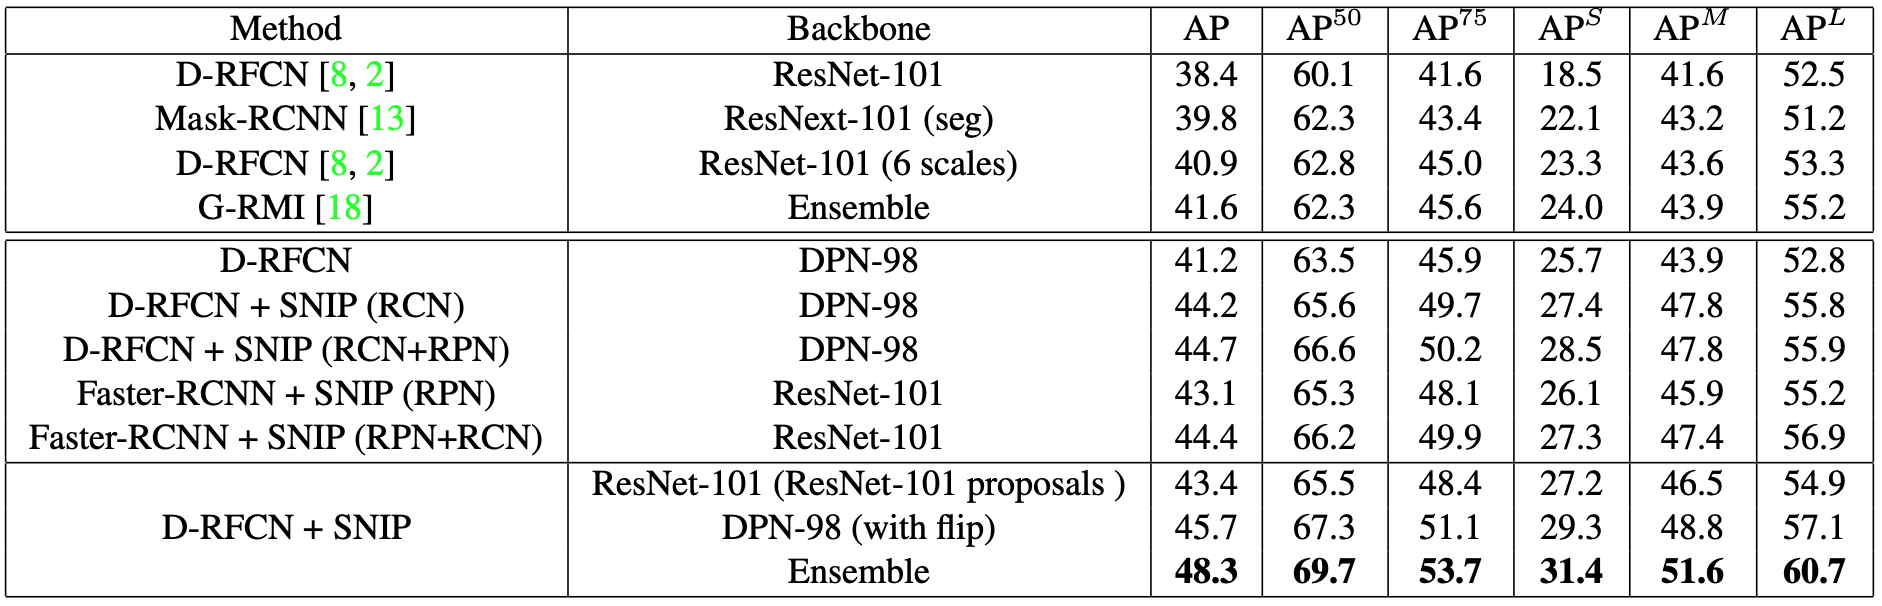 Method Backbone AP AP^50 AP^75 AP^S AP^M AP^L
D-RFCN [8, 2] ResNet-101 38.4 60.1 41.6 18.5 41.6 52.5
Mask-RCNN [13] ResNext-101 (seg) 39.8 62.3 43.4 22.1 43.2 51.2
D-RFCN [8, 2] ResNet-101 (6 scales) 40.9 62.8 45.0 23.3 43.6 53.3
G-RMI [18] Ensemble 41.6 62.3 45.6 24.0 43.9 55.2
D-RFCN DPN-98 41.2 63.5 45.9 25.7 43.9 52.8
D-RFCN + SNIP (RCN) DPN-98 44.2 65.6 49.7 27.4 47.8 55.8
D-RFCN + SNIP (RCN+RPN) DPN-98 44.7 66.6 50.2 28.5 47.8 55.9
Faster-RCNN + SNIP (RPN) ResNet-101 43.1 65.3 48.1 26.1 45.9 55.2
Faster-RCNN + SNIP (RPN+RCN) ResNet-101 44.4 66.2 49.9 27.3 47.4 56.9
ResNet-101 (ResNet-101 proposals ) 43.4 65.5 48.4 27.2 46.5 54.9
D-RFCN + SNIP DPN-98 (with flip) 45.7 67.3 51.1 29.3 48.8 57.1
Ensemble 48.3 69.7 53.7 31.4 51.6 60.7